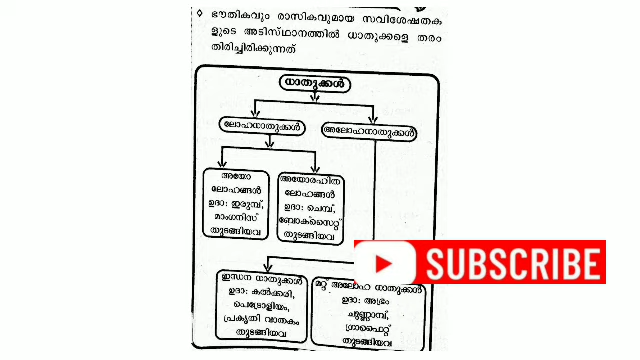 ◊ ഭൗതികവും രാസികവുമായ സവിശേഷതക
ളുടെ അടിസ്ഥാനത്തിൽ ധാതുക്കളെ തരം
തിരിച്ചിരിക്കുന്നത്
ധാതുക്കൾ
ലോഹധാതുക്കൾ
അലോഹധാതുക്കൾ
അയോ
ലോഹങ്ങൾ
ഉദാ: ഇരുമ്പ്,
മാംഗനിസ്
തുടങ്ങിയവ
അയോരഹിത
ലോഹങ്ങൾ
ഉദാ: ചെമ്പ്,
ബോക്സൈറ്റ്
തുടങ്ങിയവ
ഇന്ധന ധാതുക്കൾ
ഉദാ: കൽക്കരി,
പെട്രോളിയം,
പ്രകൃതി വാതകം
തുടങ്ങിയവ
മറ്റ് അലോഹ ധാതുക്കൾ
ഉദാ: അഭ്രം
ചുണ്ണാമ്പ്,
ഗ്രാഫൈറ്റ്
തുടങ്ങിയവ
SUBSCRIBE